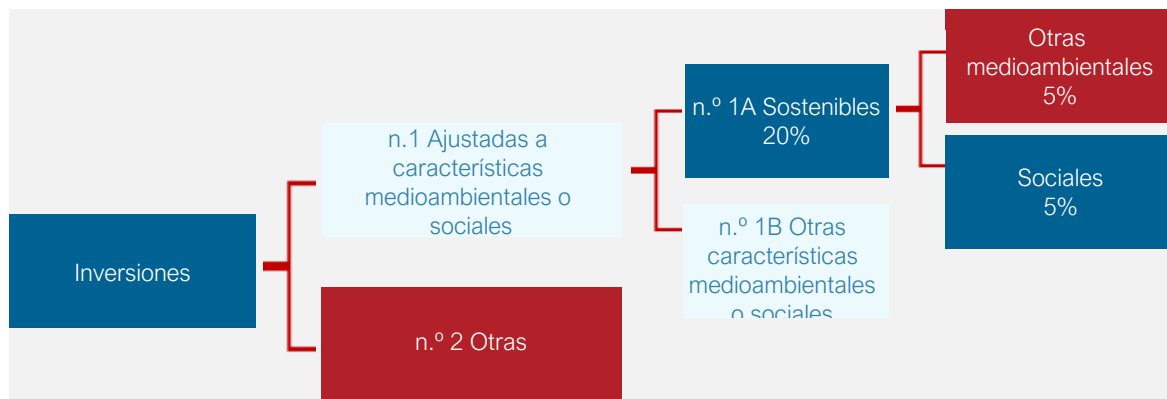 Inversiones
n.1 Ajustadas a
características
medioambientales o
sociales
n.º 2 Otras
n.º 1A Sostenibles
20%
n.º 1B Otras
características
medioambientales
o sociales
Otras
medioambientales
5%
Sociales
5%